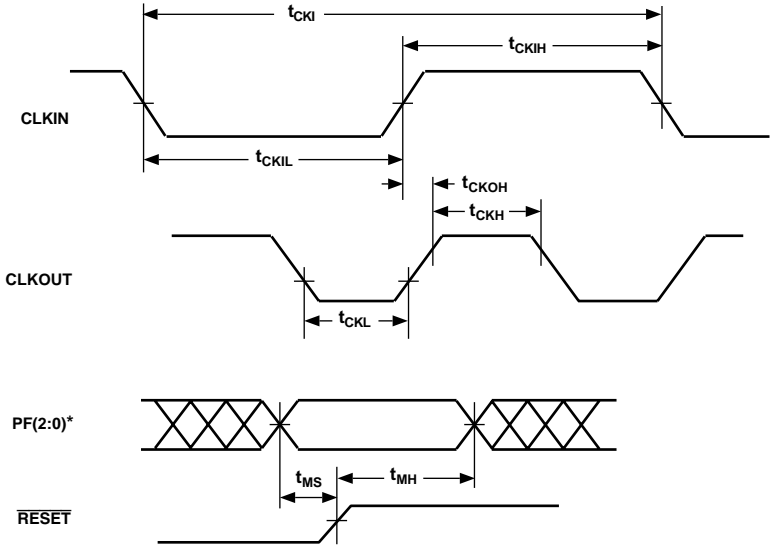 tCKI
tCKIH
CLKIN
tCKIL
tCKOH
tCKH
CLKOUT
tCKL
PF(2:0)*
tMS
tMH
RESET